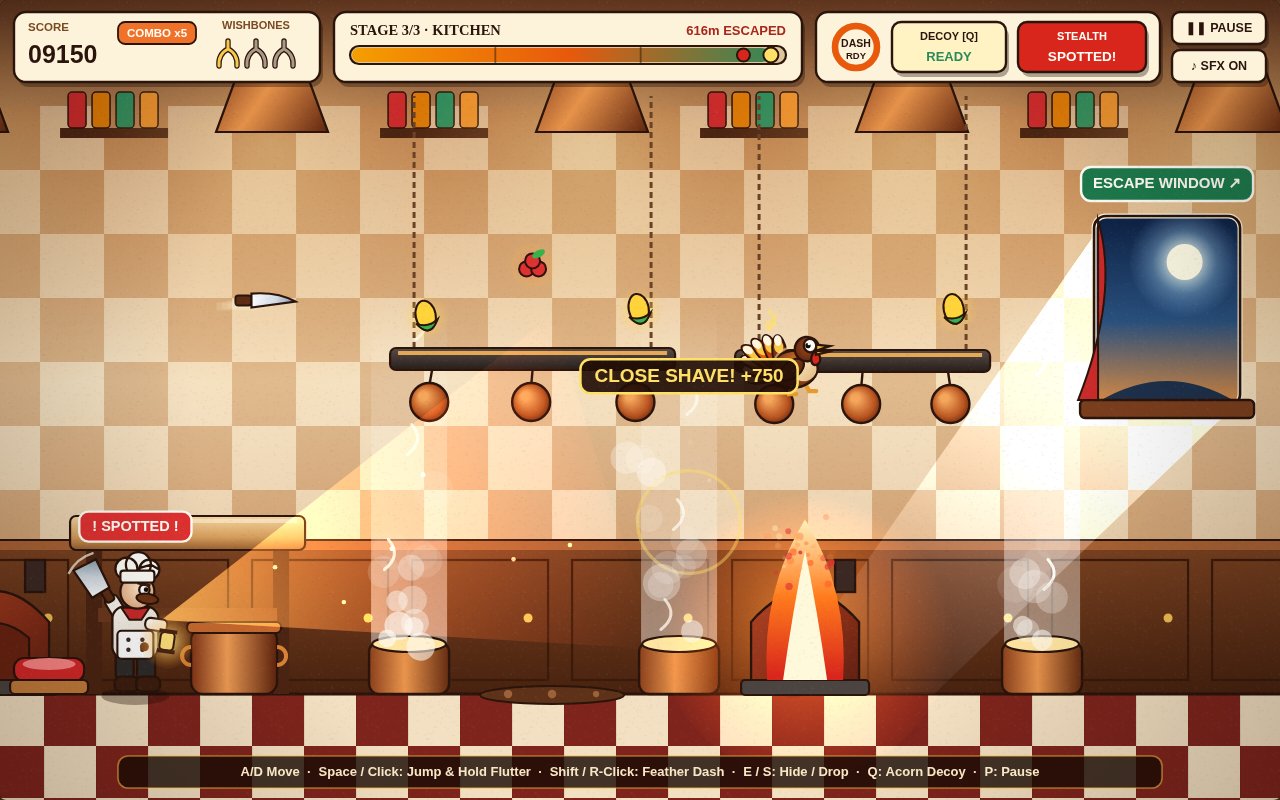 SCORE
09150
COMBO x5
WISHBONES
STAGE 3/3 · KITCHEN
616m ESCAPED
DASH
RDY
DECOY [Q]
READY
STEALTH
SPOTTED!
❚❚ PAUSE
♪ SFX ON
ESCAPE WINDOW ↗
CLOSE SHAVE! +750
! SPOTTED !
A/D Move · Space / Click: Jump & Hold Flutter · Shift / R-Click: Feather Dash · E / S: Hide / Drop · Q: Acorn Decoy · P: Pause